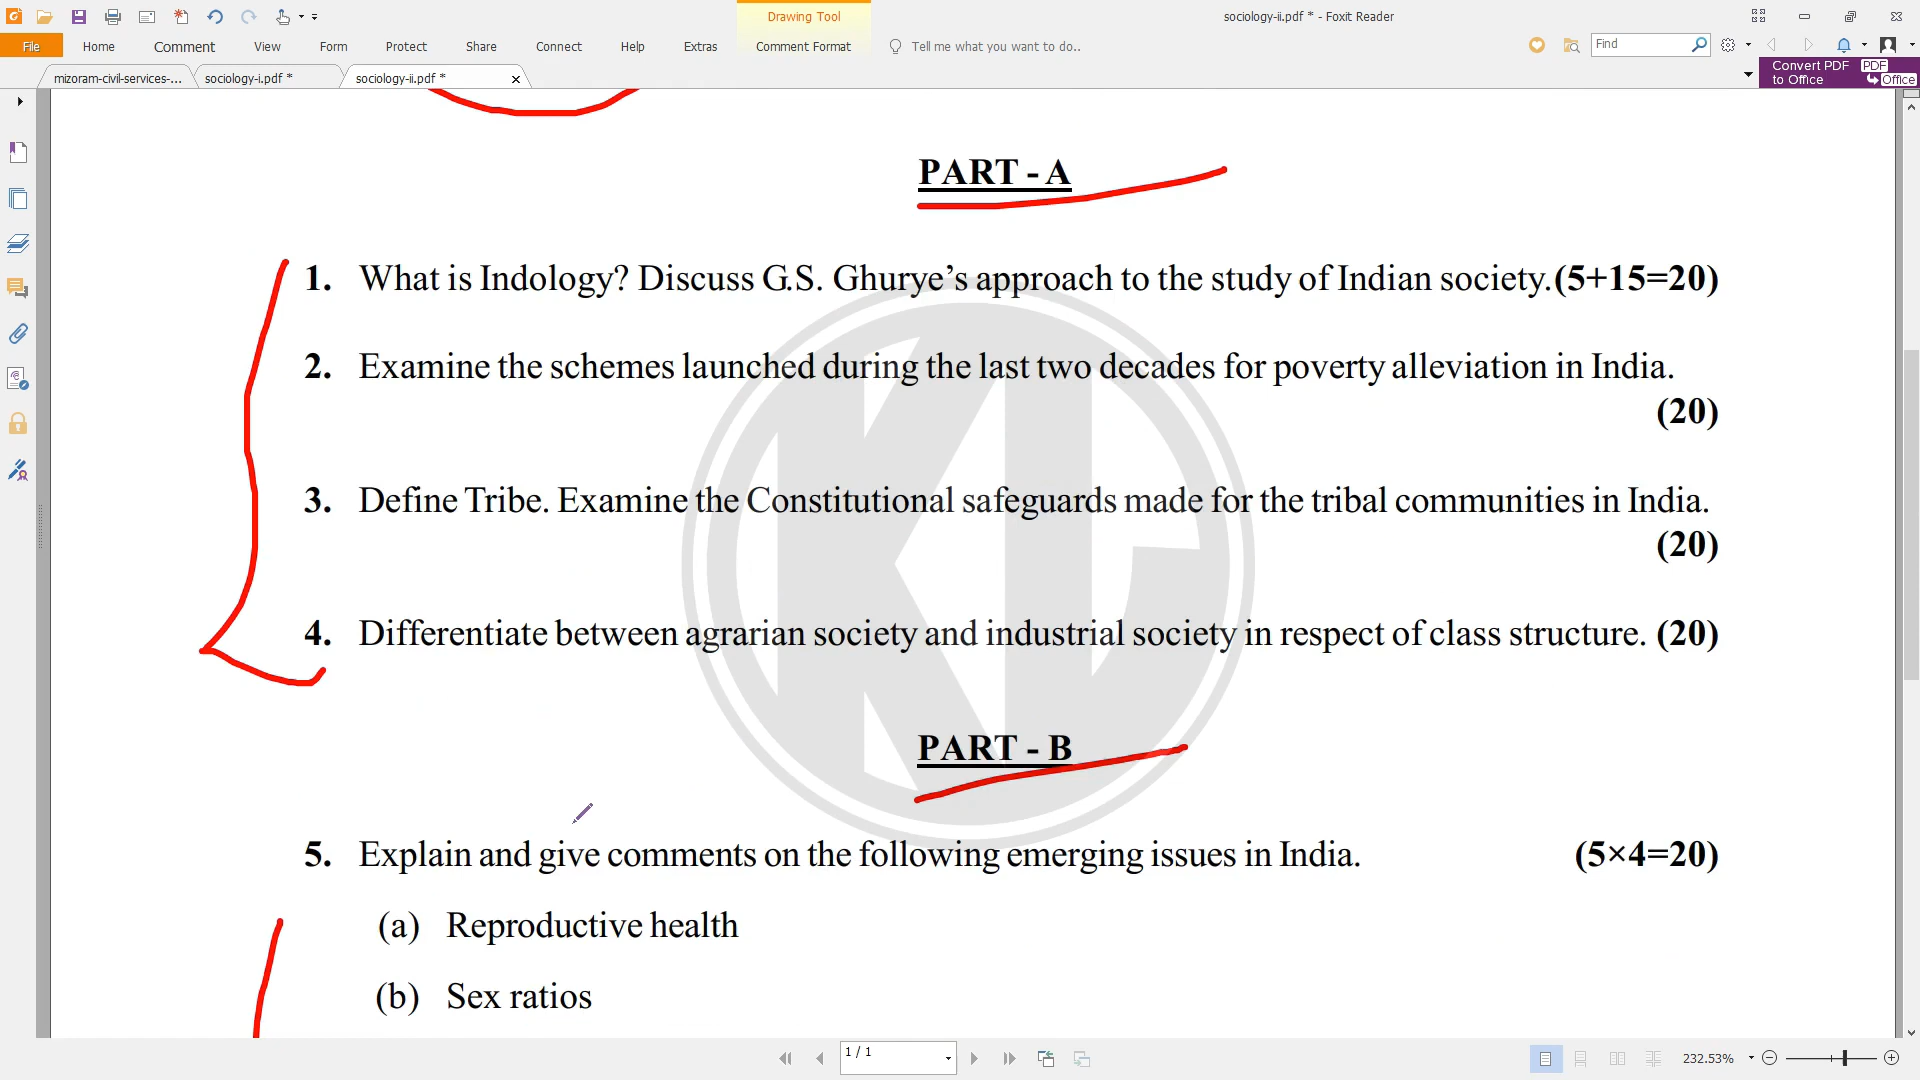 Drawing Tool
sociology-ii.pdf * - Foxit Reader
File Home Comment View Form Protect Share Connect Help Extras Comment Format Tell me what you want to do.. Find
mizoram-civil-services-... sociology-i.pdf * sociology-ii.pdf *
Convert PDF to Office
PDF
Office
PART - A
1. What is Indology? Discuss G.S. Ghurye’s approach to the study of Indian society.(5+15=20)
2. Examine the schemes launched during the last two decades for poverty alleviation in India.
(20)
3. Define Tribe. Examine the Constitutional safeguards made for the tribal communities in India.
(20)
4. Differentiate between agrarian society and industrial society in respect of class structure. (20)
PART - B
5. Explain and give comments on the following emerging issues in India. (5×4=20)
(a) Reproductive health
(b) Sex ratios
1 / 1
232.53%